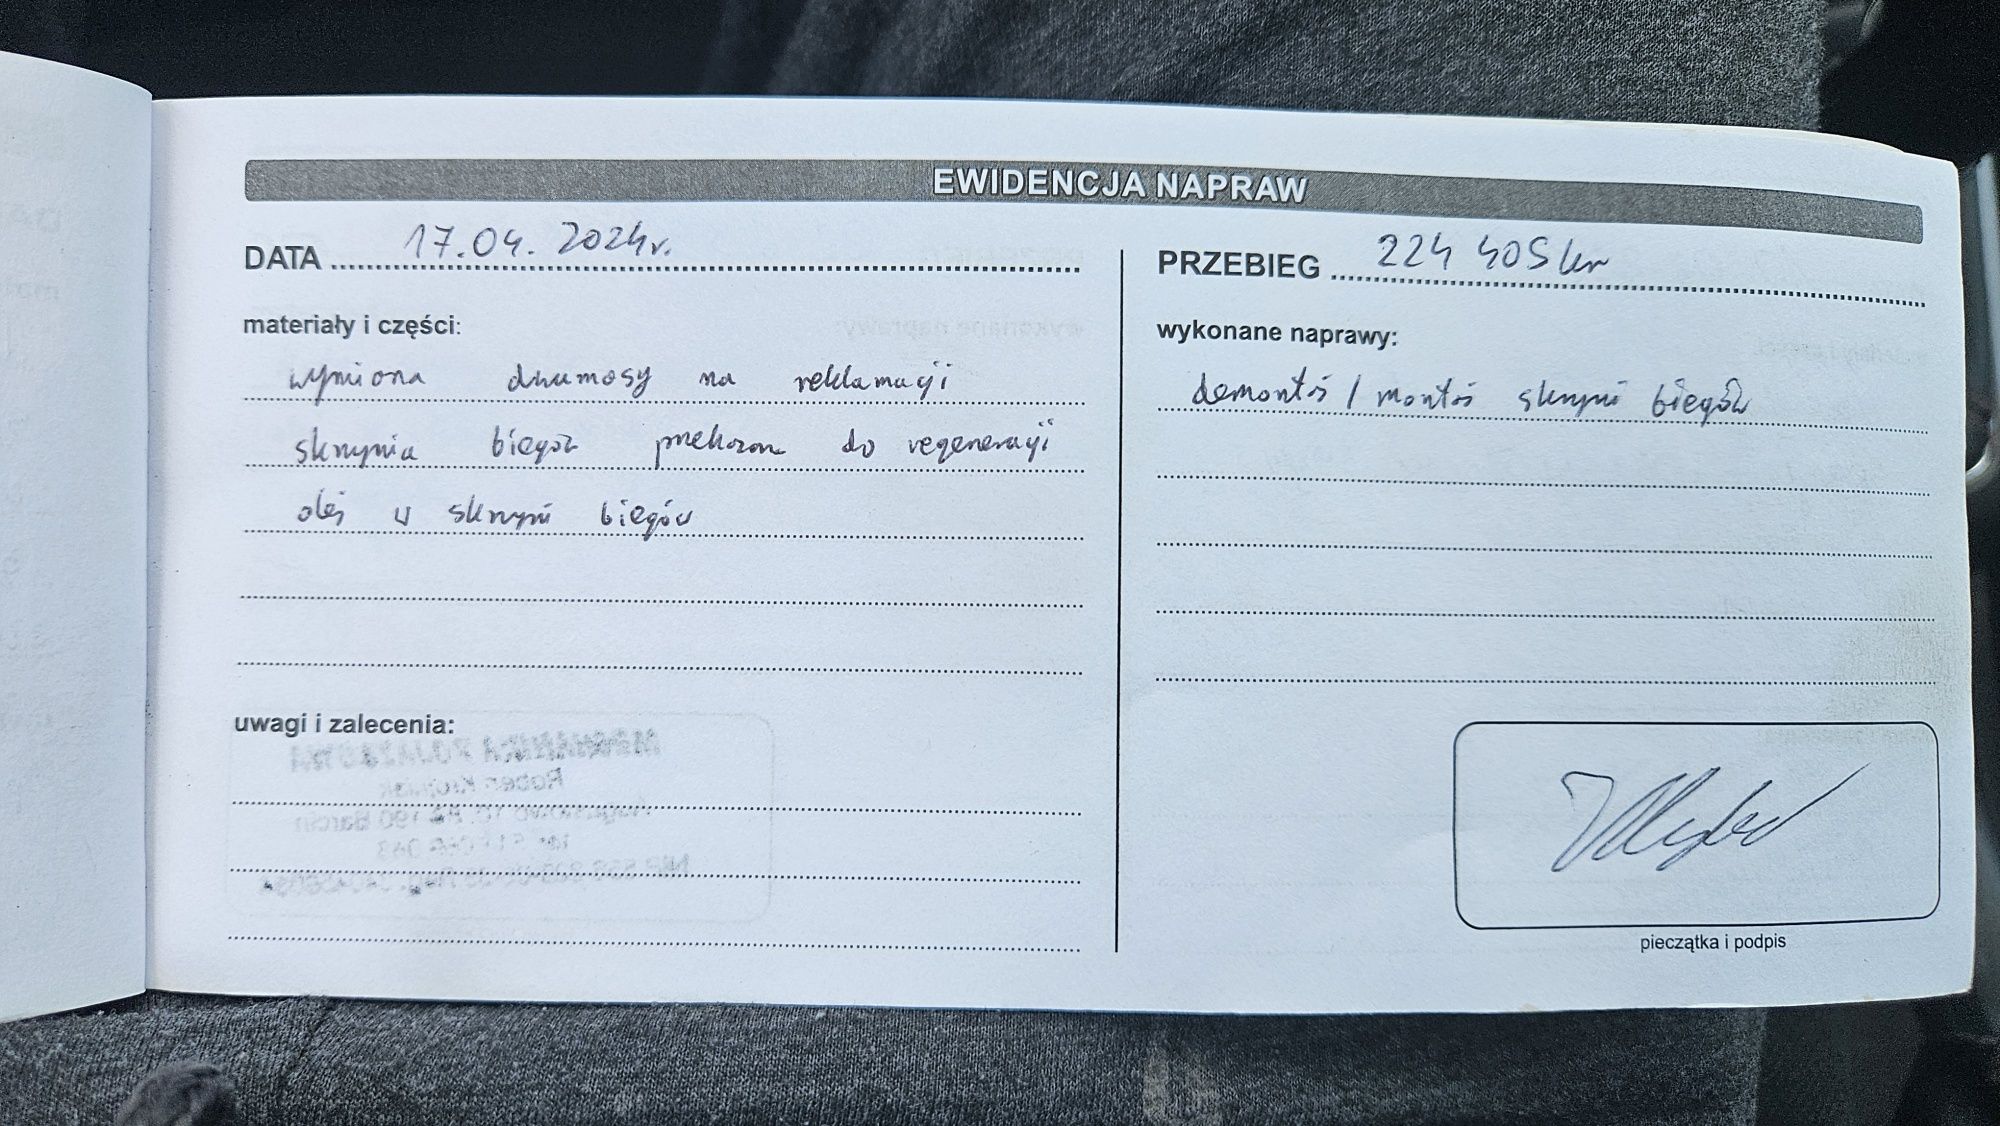 EWIDENCJA NAPRAW
DATA 17.04.2024r.
PRZEBIEG 224 405 km
materiały i części:
wymiona dwumasy na reklamacji
skrzynia biegów przekazana do regeneracji
olej w skrzyni biegów
wykonane naprawy:
demontaż / montaż skrzyni biegów
uwagi i zalecenia:
pieczątka i podpis